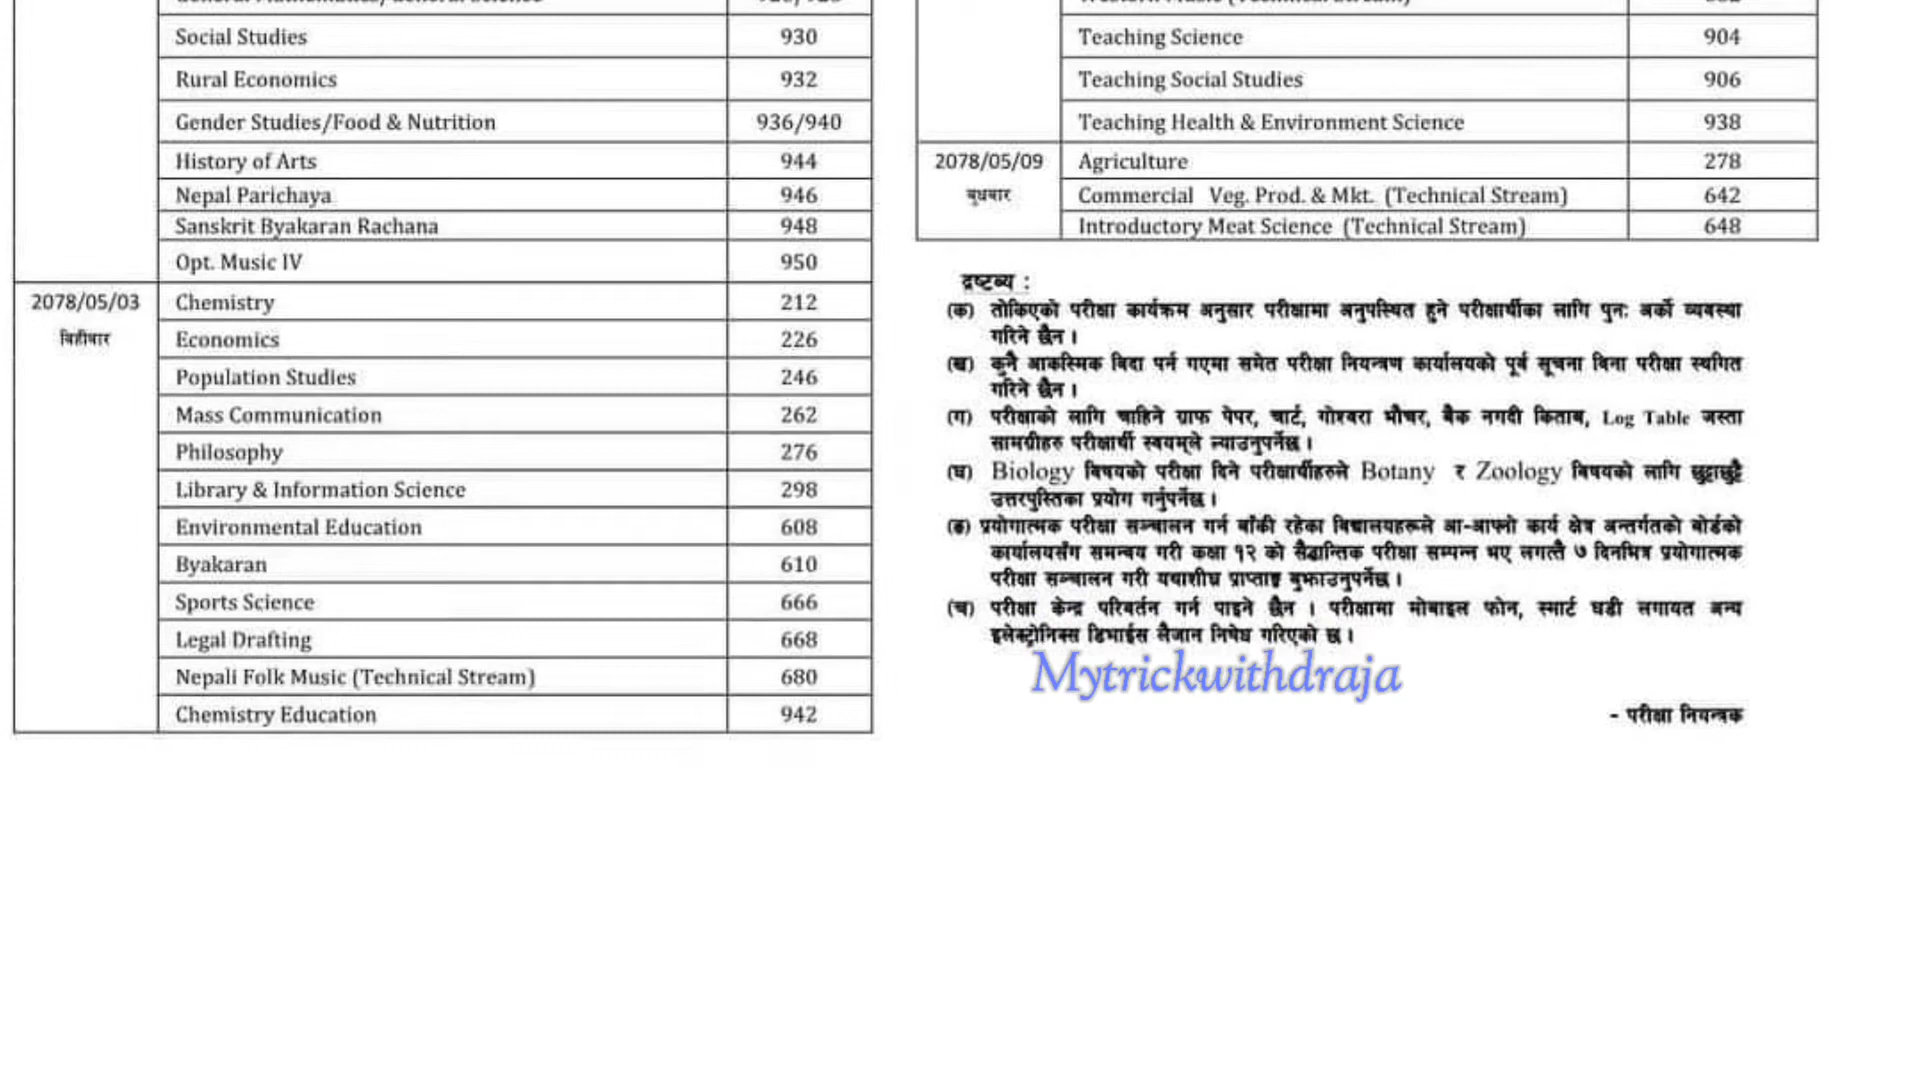 Social Studies 930
Rural Economics 932
Gender Studies/Food & Nutrition 936/940
History of Arts 944
Nepal Parichaya 946
Sanskrit Byakaran Rachana 948
Opt. Music IV 950
2078/05/03 Chemistry 212
बिहीबार Economics 226
Population Studies 246
Mass Communication 262
Philosophy 276
Library & Information Science 298
Environmental Education 608
Byakaran 610
Sports Science 666
Legal Drafting 668
Nepali Folk Music (Technical Stream) 680
Chemistry Education 942
Teaching Science 904
Teaching Social Studies 906
Teaching Health & Environment Science 938
2078/05/09 Agriculture 278
बुधबार Commercial Veg. Prod. & Mkt. (Technical Stream) 642
Introductory Meat Science (Technical Stream) 648
द्रष्टब्य :
(क) तोकिएको परीक्षा कार्यक्रम अनुसार परीक्षामा अनुपस्थित हुने परीक्षार्थीका लागि पुन: अर्को व्यवस्था
गरिने छैन ।
(ख) कुनै आकस्मिक बिदा पर्न गएमा समेत परीक्षा नियन्त्रण कार्यालयको पूर्व सूचना बिना परीक्षा स्थगित
गरिने छैन ।
(ग) परीक्षाको लागि चाहिने ग्राफ पेपर, चार्ट, गोश्वरा भौचर, बैंक नगदी किताब, Log Table जस्ता
सामग्रीहरु परीक्षार्थी स्वयम्ले ल्याउनुपर्नेछ ।
(घ) Biology बिषयको परीक्षा दिने परीक्षार्थीहरुले Botany र Zoology बिषयको लागि छुट्टाछुट्टै
उत्तरपुस्तिका प्रयोग गर्नुपर्नेछ ।
(ङ) प्रयोगात्मक परीक्षा सञ्चालन गर्न बाँकी रहेका बिद्यालयहरूले आ-आफ्नो कार्य क्षेत्र अन्तर्गतको बोर्डको
कार्यालयसँग समन्वय गरी कक्षा १२ को सैद्धान्तिक परीक्षा सम्पन्न भए लगत्तै ७ दिनभित्र प्रयोगात्मक
परीक्षा सञ्चालन गरी यथाशीघ्र प्राप्ताङ्क बुझाउनुपर्नेछ ।
(च) परीक्षा केन्द्र परिवर्तन गर्न पाइने छैन । परीक्षामा मोबाइल फोन, स्मार्ट घडी लगायत अन्य
इलेक्ट्रोनिक्स डिभाईस लैजान निषेध गरिएको छ ।
Mytrickwithdraja
- परीक्षा नियन्त्रक